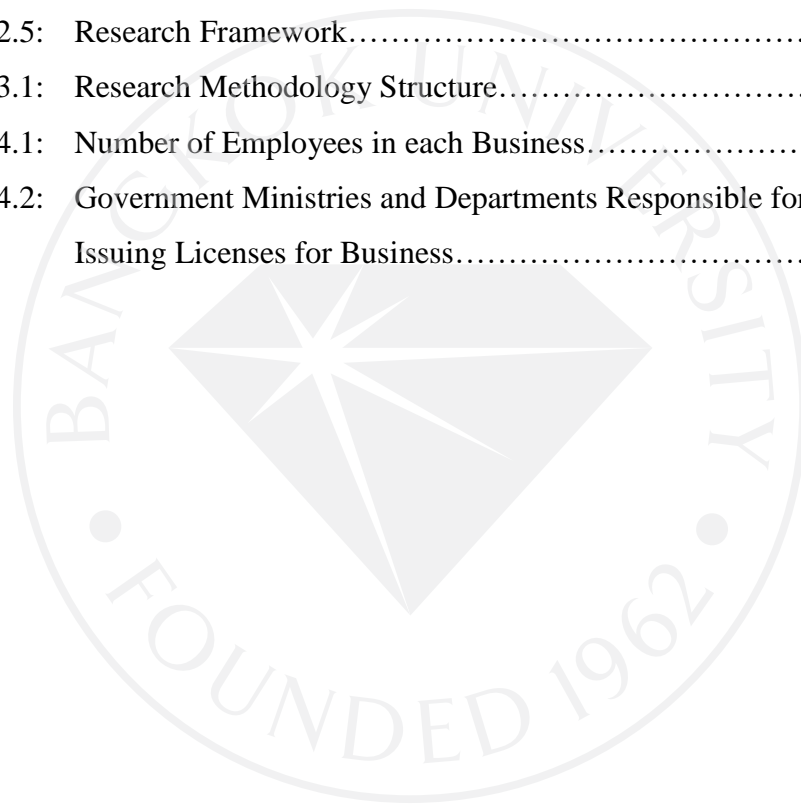 2.5: Research Framework……………………………………
3.1: Research Methodology Structure…………………………
4.1: Number of Employees in each Business…………………
4.2: Government Ministries and Departments Responsible for
Issuing Licenses for Business………………………………
BANGKOK UNIVERSITY
• FOUNDED 1962 •